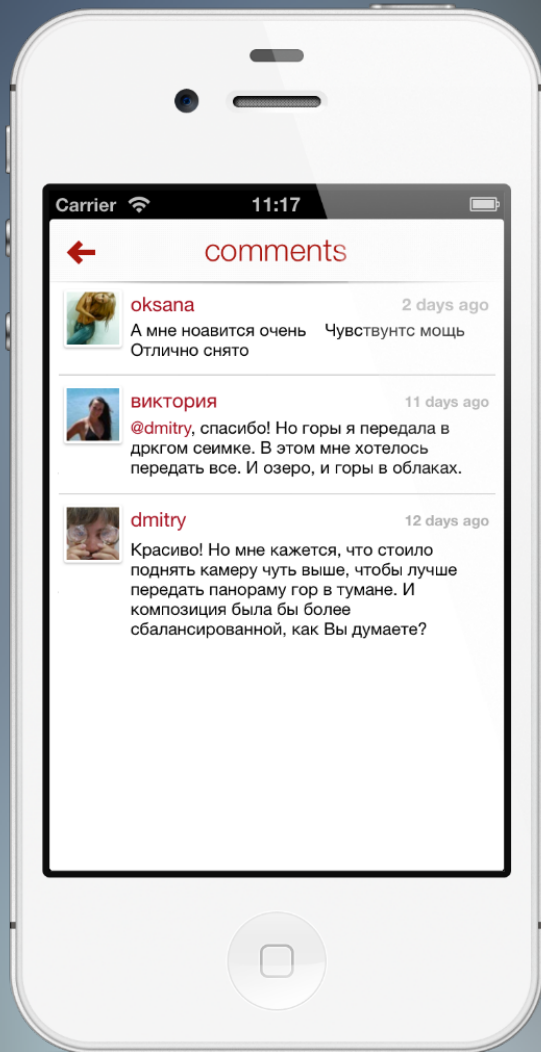 Carrier 11:17
comments
oksana 2 days ago
А мне ноавится очень Чувствунтс мощь
Отлично снято
виктория 11 days ago
@dmitry, спасибо! Но горы я передала в
дркгом сеимке. В этом мне хотелось
передать все. И озеро, и горы в облаках.
dmitry 12 days ago
Красиво! Но мне кажется, что стоило
поднять камеру чуть выше, чтобы лучше
передать панораму гор в тумане. И
композиция была бы более
сбалансированной, как Вы думаете?